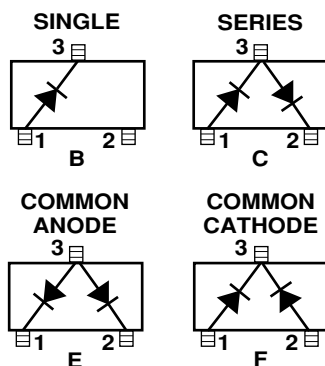 SINGLE
3
1 2
B
SERIES
3
1 2
C
COMMON
ANODE
3
1 2
E
COMMON
CATHODE
3
1 2
F